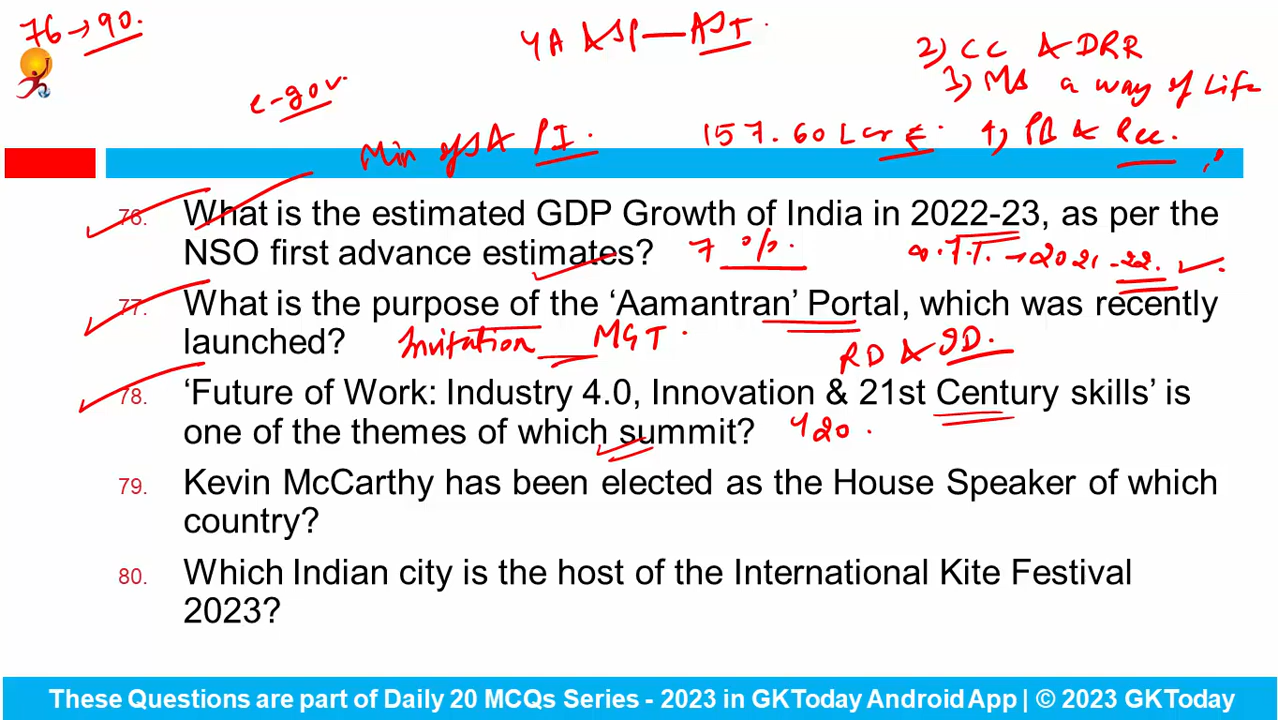 76 → 90.
YA & SP — AST
2) CC & DRR
e-gov.
3) MS a way of Life
Min of S & PI.
157.60 L cr €.
4) PB & Rec.
76. What is the estimated GDP Growth of India in 2022-23, as per the
NSO first advance estimates? 7 %.
8.7.1. → 2021-22.
77. What is the purpose of the ‘Aamantran’ Portal, which was recently
launched? Invitation — MGT.
RD & SD.
78. ‘Future of Work: Industry 4.0, Innovation & 21st Century skills’ is
one of the themes of which summit? Y20.
79. Kevin McCarthy has been elected as the House Speaker of which
country?
80. Which Indian city is the host of the International Kite Festival
2023?
These Questions are part of Daily 20 MCQs Series - 2023 in GKToday Android App | © 2023 GKToday